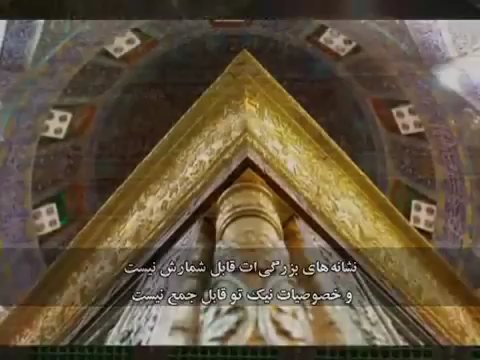 نشانه های بزرگی‌ات قابل شمارش نیست
و خصوصیات نیک تو قابل جمع نیست